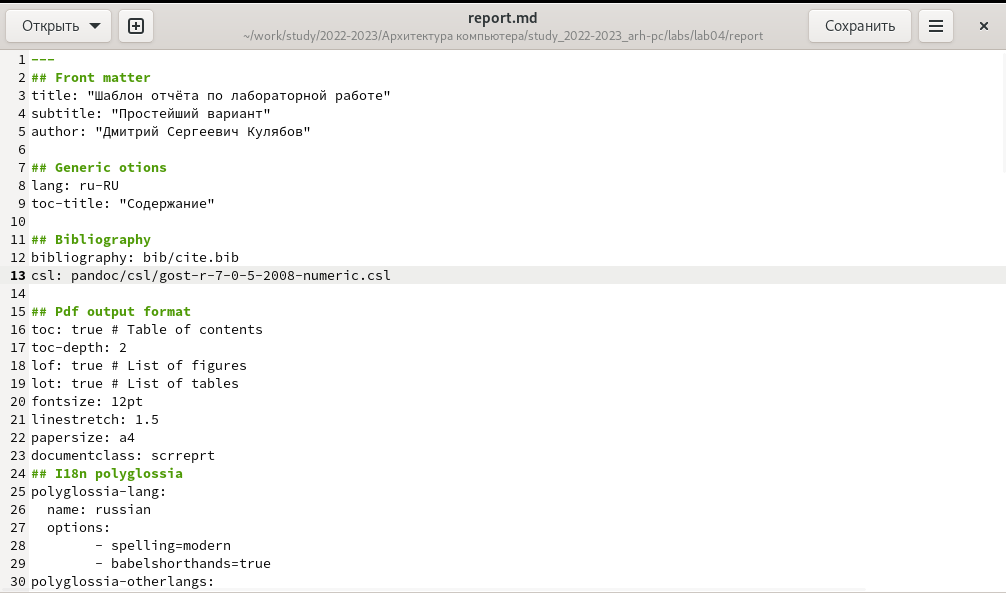 Открыть
report.md
~/work/study/2022-2023/Архитектура компьютера/study_2022-2023_arh-pc/labs/lab04/report
Сохранить
1 ---
2 ## Front matter
3 title: "Шаблон отчёта по лабораторной работе"
4 subtitle: "Простейший вариант"
5 author: "Дмитрий Сергеевич Кулябов"
6
7 ## Generic otions
8 lang: ru-RU
9 toc-title: "Содержание"
10
11 ## Bibliography
12 bibliography: bib/cite.bib
13 csl: pandoc/csl/gost-r-7-0-5-2008-numeric.csl
14
15 ## Pdf output format
16 toc: true # Table of contents
17 toc-depth: 2
18 lof: true # List of figures
19 lot: true # List of tables
20 fontsize: 12pt
21 linestretch: 1.5
22 papersize: a4
23 documentclass: scrreprt
24 ## I18n polyglossia
25 polyglossia-lang:
26   name: russian
27   options:
28         - spelling=modern
29         - babelshorthands=true
30 polyglossia-otherlangs: